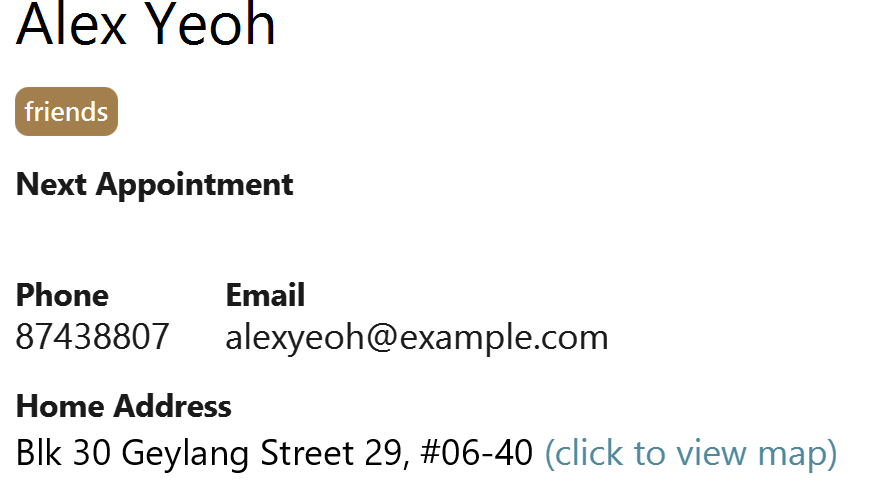 Alex Yeoh
friends
Next Appointment
Phone Email
87438807 alexyeoh@example.com
Home Address
Blk 30 Geylang Street 29, #06-40 (click to view map)